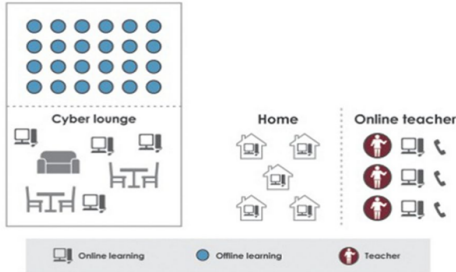 Cyber lounge
Home
Online teacher
Online learning
Offline learning
Teacher